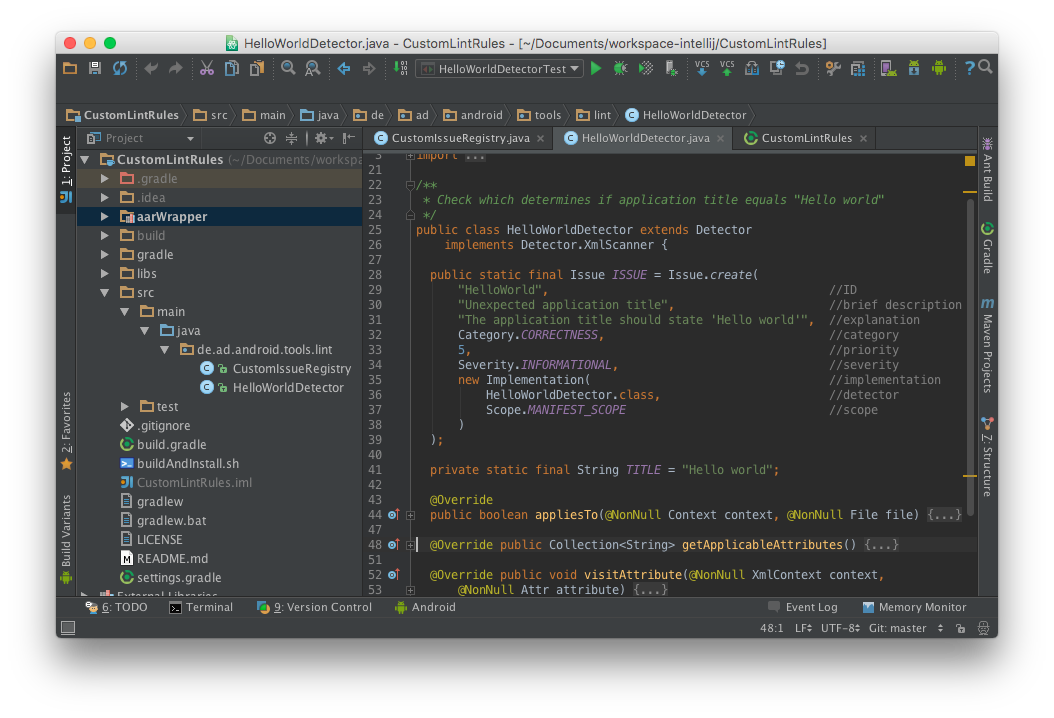 HelloWorldDetector.java - CustomLintRules - [~/Documents/workspace-intellij/CustomLintRules]
HelloWorldDetectorTest
VCS VCS
CustomLintRules src main java de ad android tools lint HelloWorldDetector
1: Project
2: Favorites
Build Variants
Project
CustomLintRules (~/Documents/workspa
.gradle
.idea
aarWrapper
build
gradle
libs
src
main
java
de.ad.android.tools.lint
CustomIssueRegistry
HelloWorldDetector
test
.gitignore
build.gradle
buildAndInstall.sh
CustomLintRules.iml
gradlew
gradlew.bat
LICENSE
README.md
settings.gradle
External Libraries
CustomIssueRegistry.java HelloWorldDetector.java CustomLintRules
3 import ...
21
22 /**
23 * Check which determines if application title equals "Hello world"
24 */
25 public class HelloWorldDetector extends Detector
26 implements Detector.XmlScanner {
27
28 public static final Issue ISSUE = Issue.create(
29 "HelloWorld", //ID
30 "Unexpected application title", //brief description
31 "The application title should state 'Hello world'", //explanation
32 Category.CORRECTNESS, //category
33 5, //priority
34 Severity.INFORMATIONAL, //severity
35 new Implementation( //implementation
36 HelloWorldDetector.class, //detector
37 Scope.MANIFEST_SCOPE //scope
38 )
39 );
40
41 private static final String TITLE = "Hello world";
42
43 @Override
44 public boolean appliesTo(@NonNull Context context, @NonNull File file) {...}
47
48 @Override public Collection<String> getApplicableAttributes() {...}
51
52 @Override public void visitAttribute(@NonNull XmlContext context,
53 @NonNull Attr attribute) {...}
Ant Build
Gradle
Maven Projects
7: Structure
6: TODO Terminal 9: Version Control Android Event Log Memory Monitor
48:1 LF UTF-8 Git: master